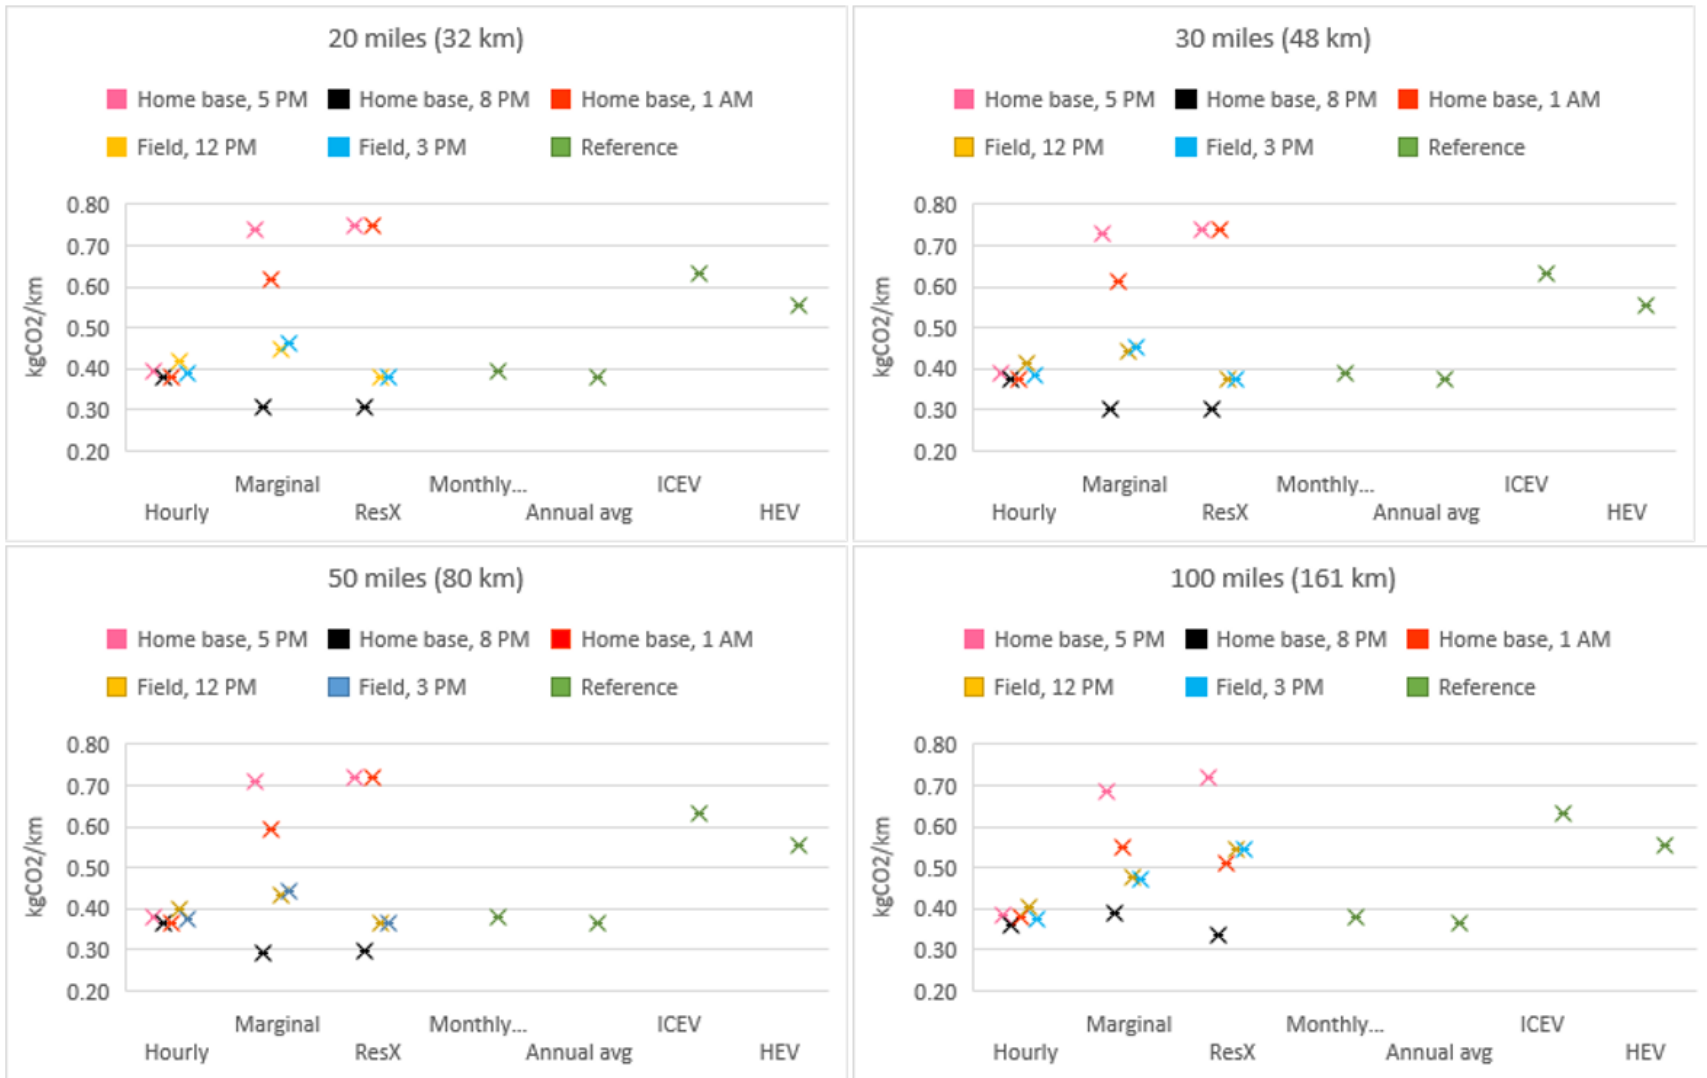 20 miles (32 km)
Home base, 5 PM Home base, 8 PM Home base, 1 AM
Field, 12 PM Field, 3 PM Reference
kgCO2/km
0.80
0.70
0.60
0.50
0.40
0.30
0.20
Marginal Monthly... ICEV
Hourly ResX Annual avg HEV
30 miles (48 km)
Home base, 5 PM Home base, 8 PM Home base, 1 AM
Field, 12 PM Field, 3 PM Reference
kgCO2/km
0.80
0.70
0.60
0.50
0.40
0.30
0.20
Marginal Monthly... ICEV
Hourly ResX Annual avg HEV
50 miles (80 km)
Home base, 5 PM Home base, 8 PM Home base, 1 AM
Field, 12 PM Field, 3 PM Reference
kgCO2/km
0.80
0.70
0.60
0.50
0.40
0.30
0.20
Marginal Monthly... ICEV
Hourly ResX Annual avg HEV
100 miles (161 km)
Home base, 5 PM Home base, 8 PM Home base, 1 AM
Field, 12 PM Field, 3 PM Reference
kgCO2/km
0.80
0.70
0.60
0.50
0.40
0.30
0.20
Marginal Monthly... ICEV
Hourly ResX Annual avg HEV